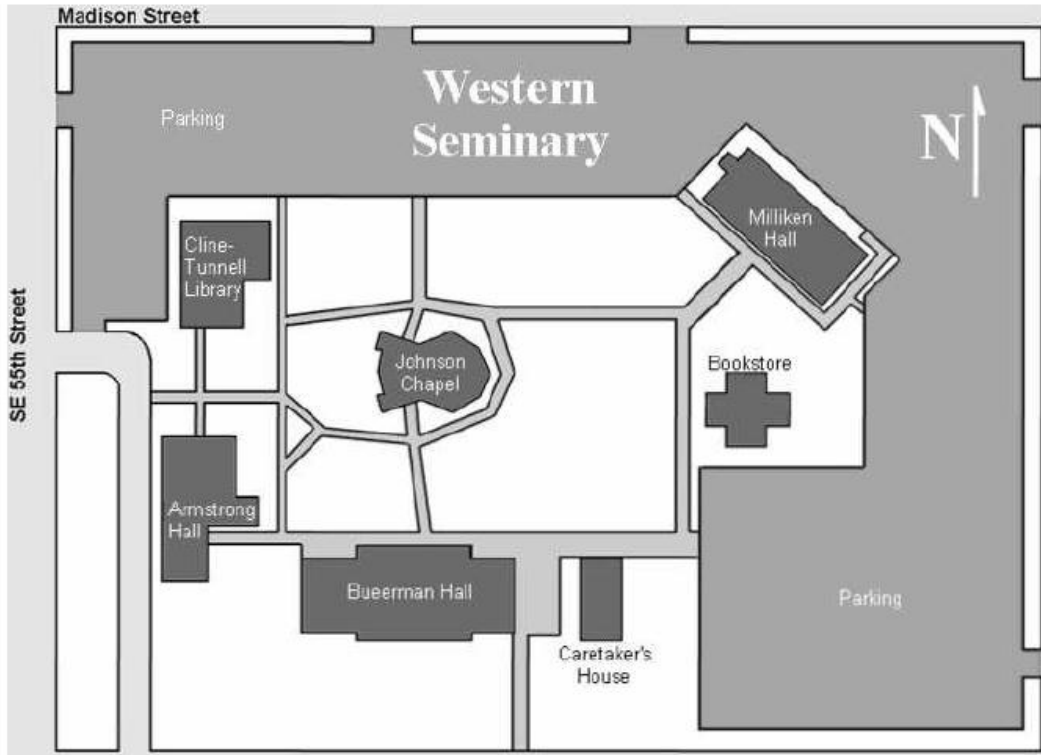 Madison Street
Western
Seminary
Parking
N
Milliken
Hall
Cline-
Tunnell
Library
SE 55th Street
Johnson
Chapel
Bookstore
Armstrong
Hall
Bueerman Hall
Parking
Caretaker's
House